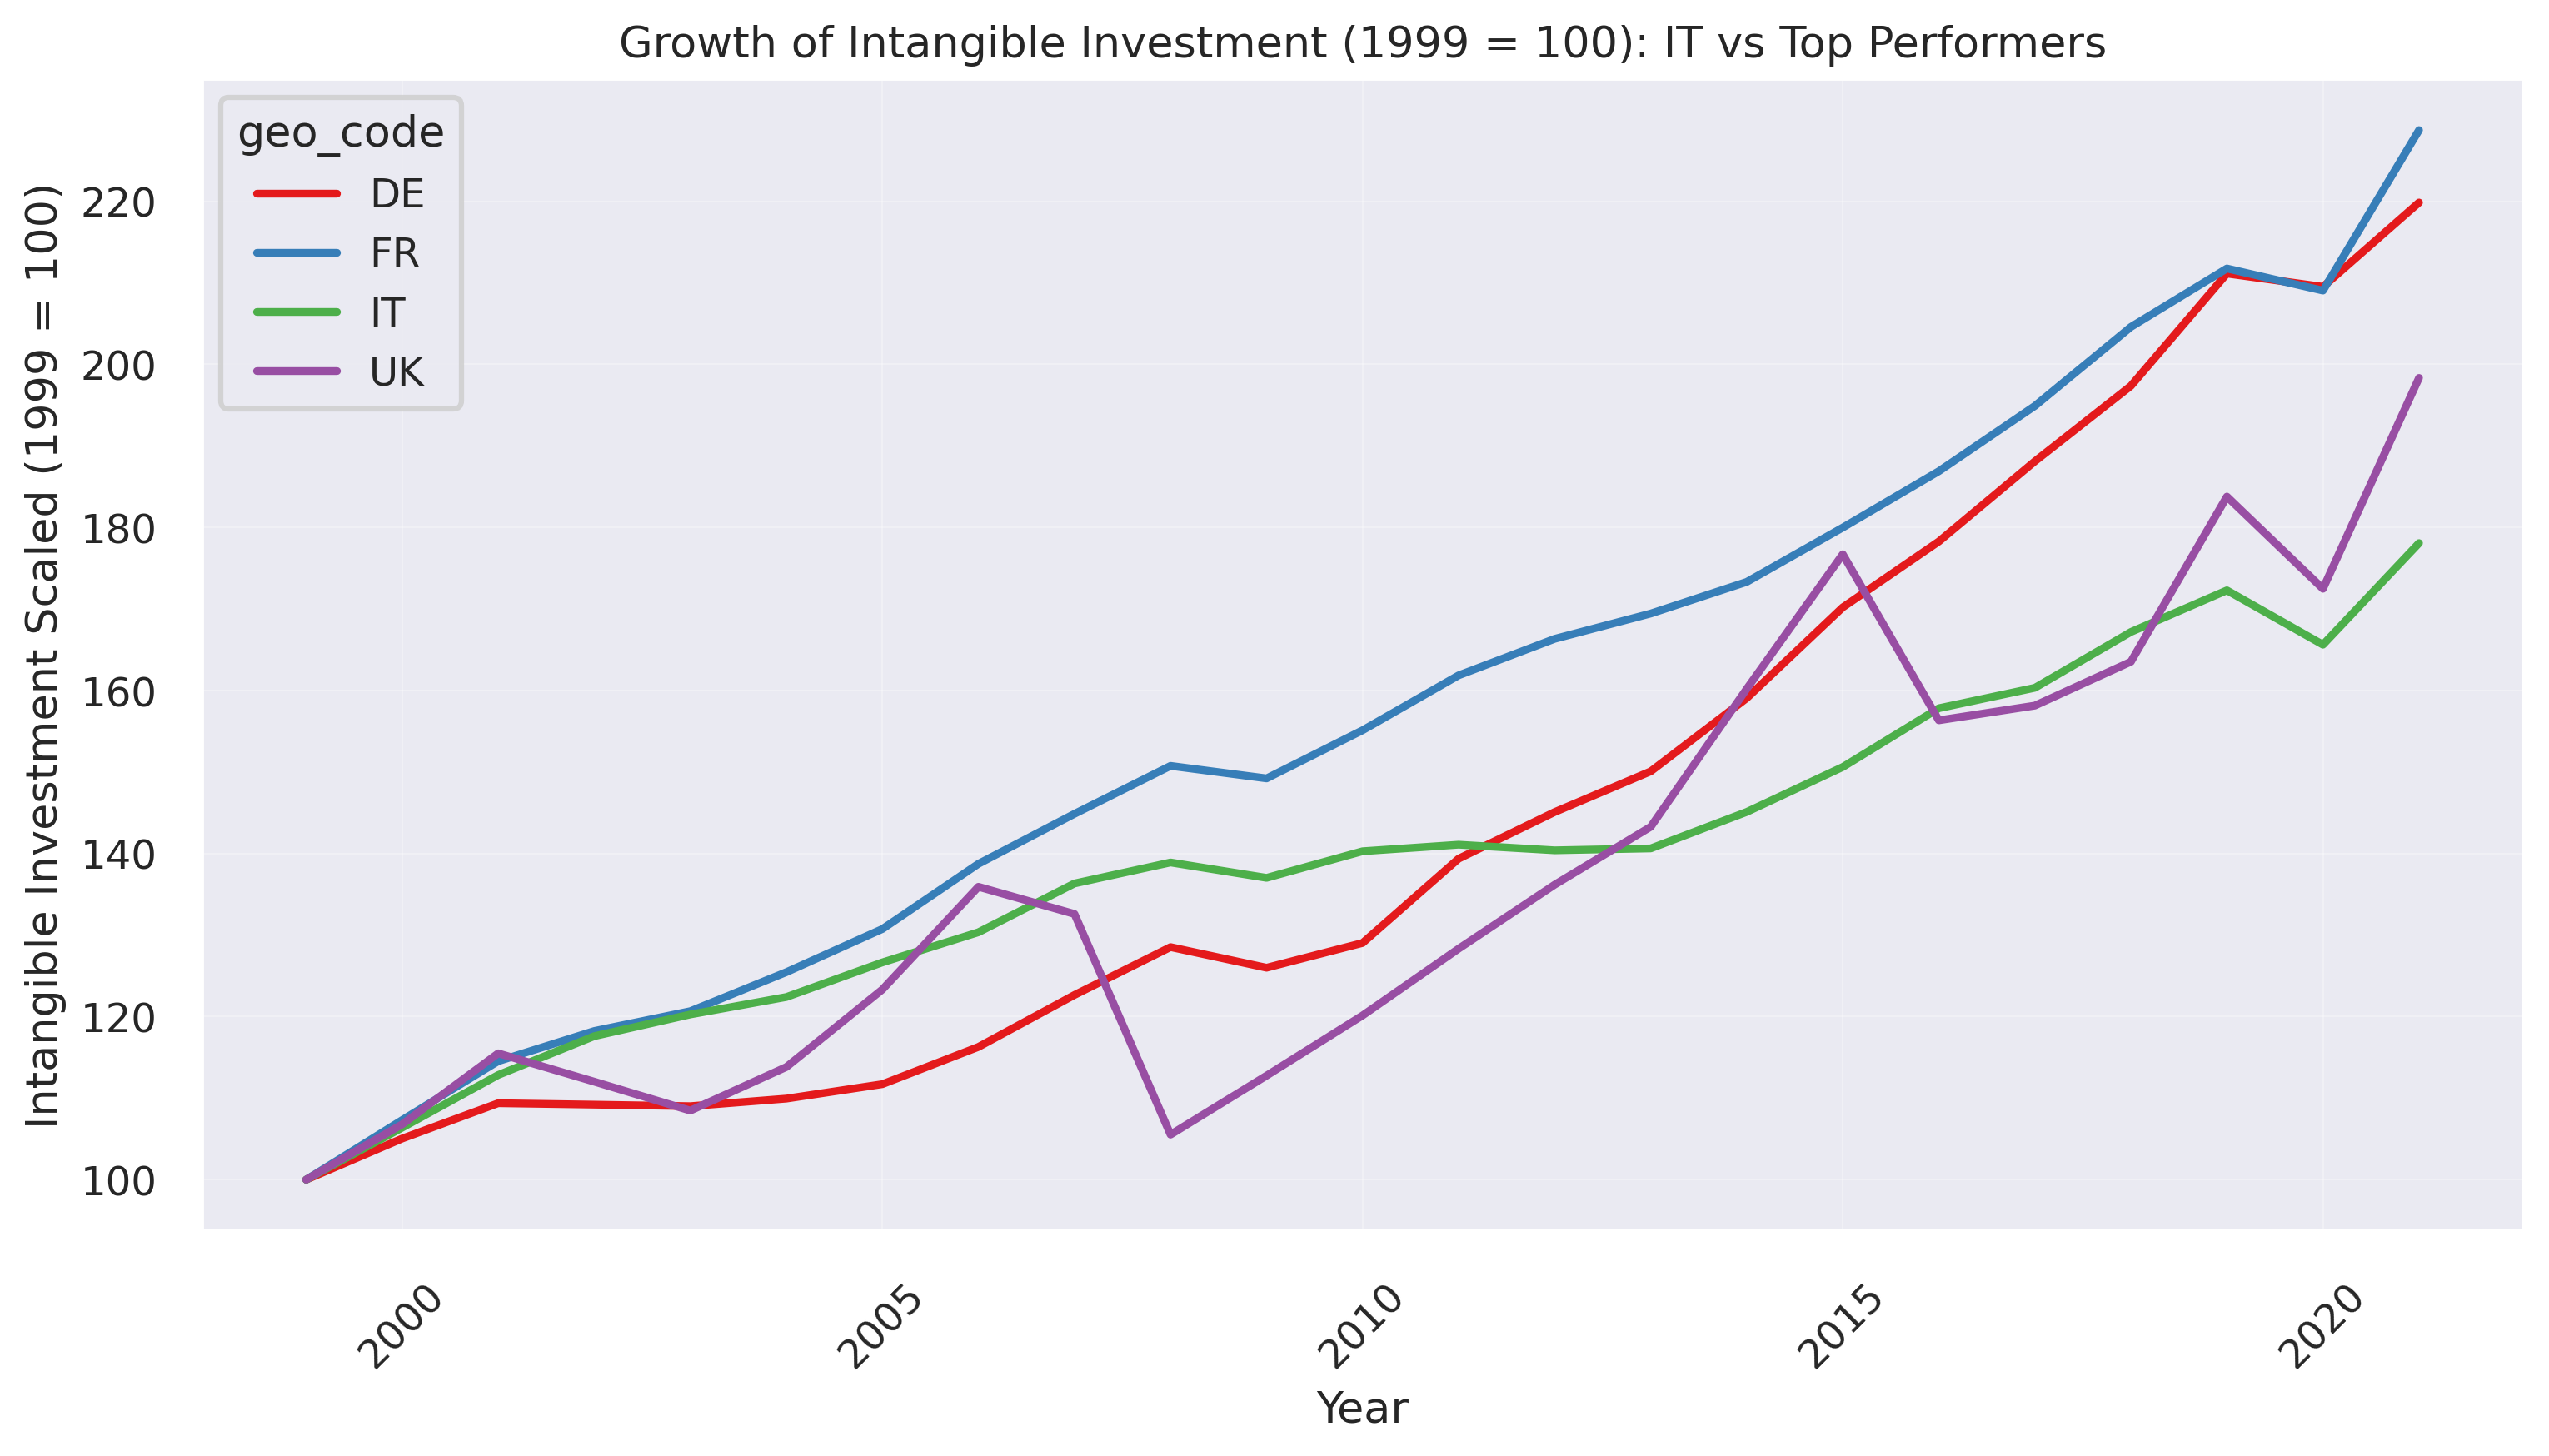 Growth of Intangible Investment (1999 = 100): IT vs Top Performers
geo_code
DE
FR
IT
UK
Intangible Investment Scaled (1999 = 100)
220
200
180
160
140
120
100
2000
2005
2010
2015
2020
Year